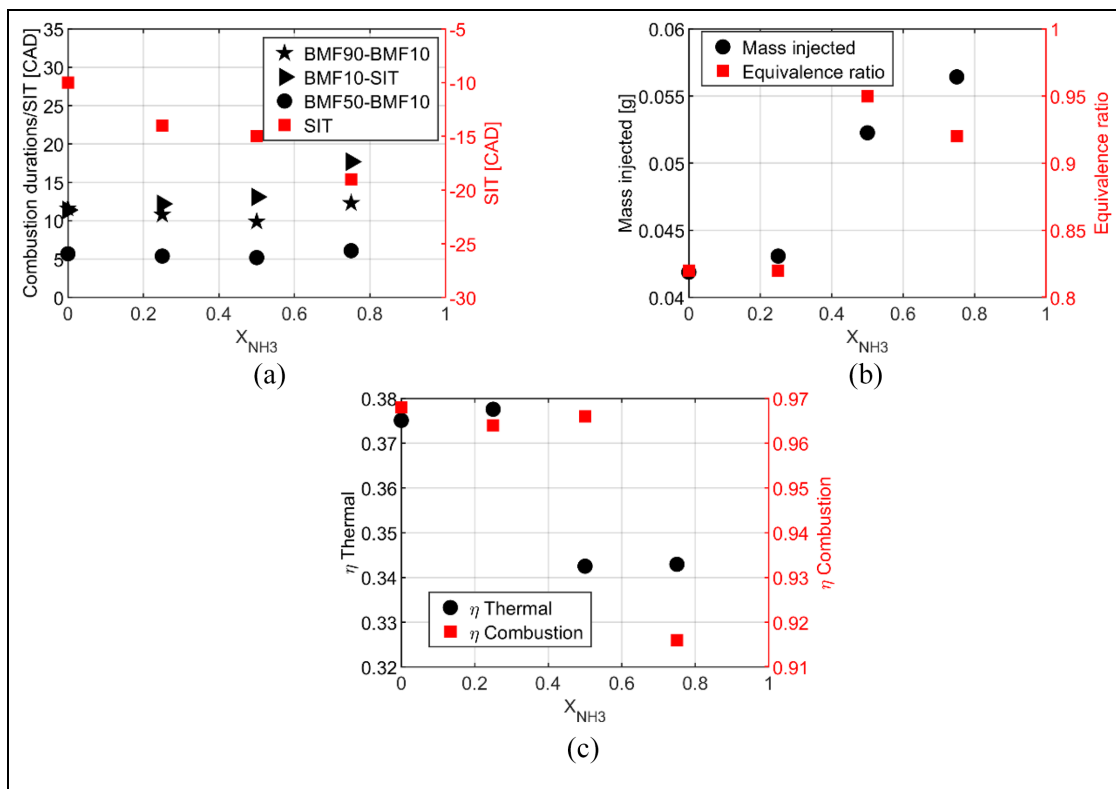 35
30
25
20
15
10
5
0
Combustion durations/SIT [CAD]
BMF90-BMF10
BMF10-SIT
BMF50-BMF10
SIT
-5
-10
-15
-20
-25
-30
SIT [CAD]
0 0.2 0.4 0.6 0.8 1
X_NH3
(a)
0.06
0.055
0.05
0.045
0.04
Mass injected [g]
Mass injected
Equivalence ratio
1
0.95
0.9
0.85
0.8
Equivalence ratio
0 0.2 0.4 0.6 0.8 1
X_NH3
(b)
0.38
0.37
0.36
0.35
0.34
0.33
0.32
η Thermal
η Thermal
η Combustion
0.97
0.96
0.95
0.94
0.93
0.92
0.91
η Combustion
0 0.2 0.4 0.6 0.8 1
X_NH3
(c)